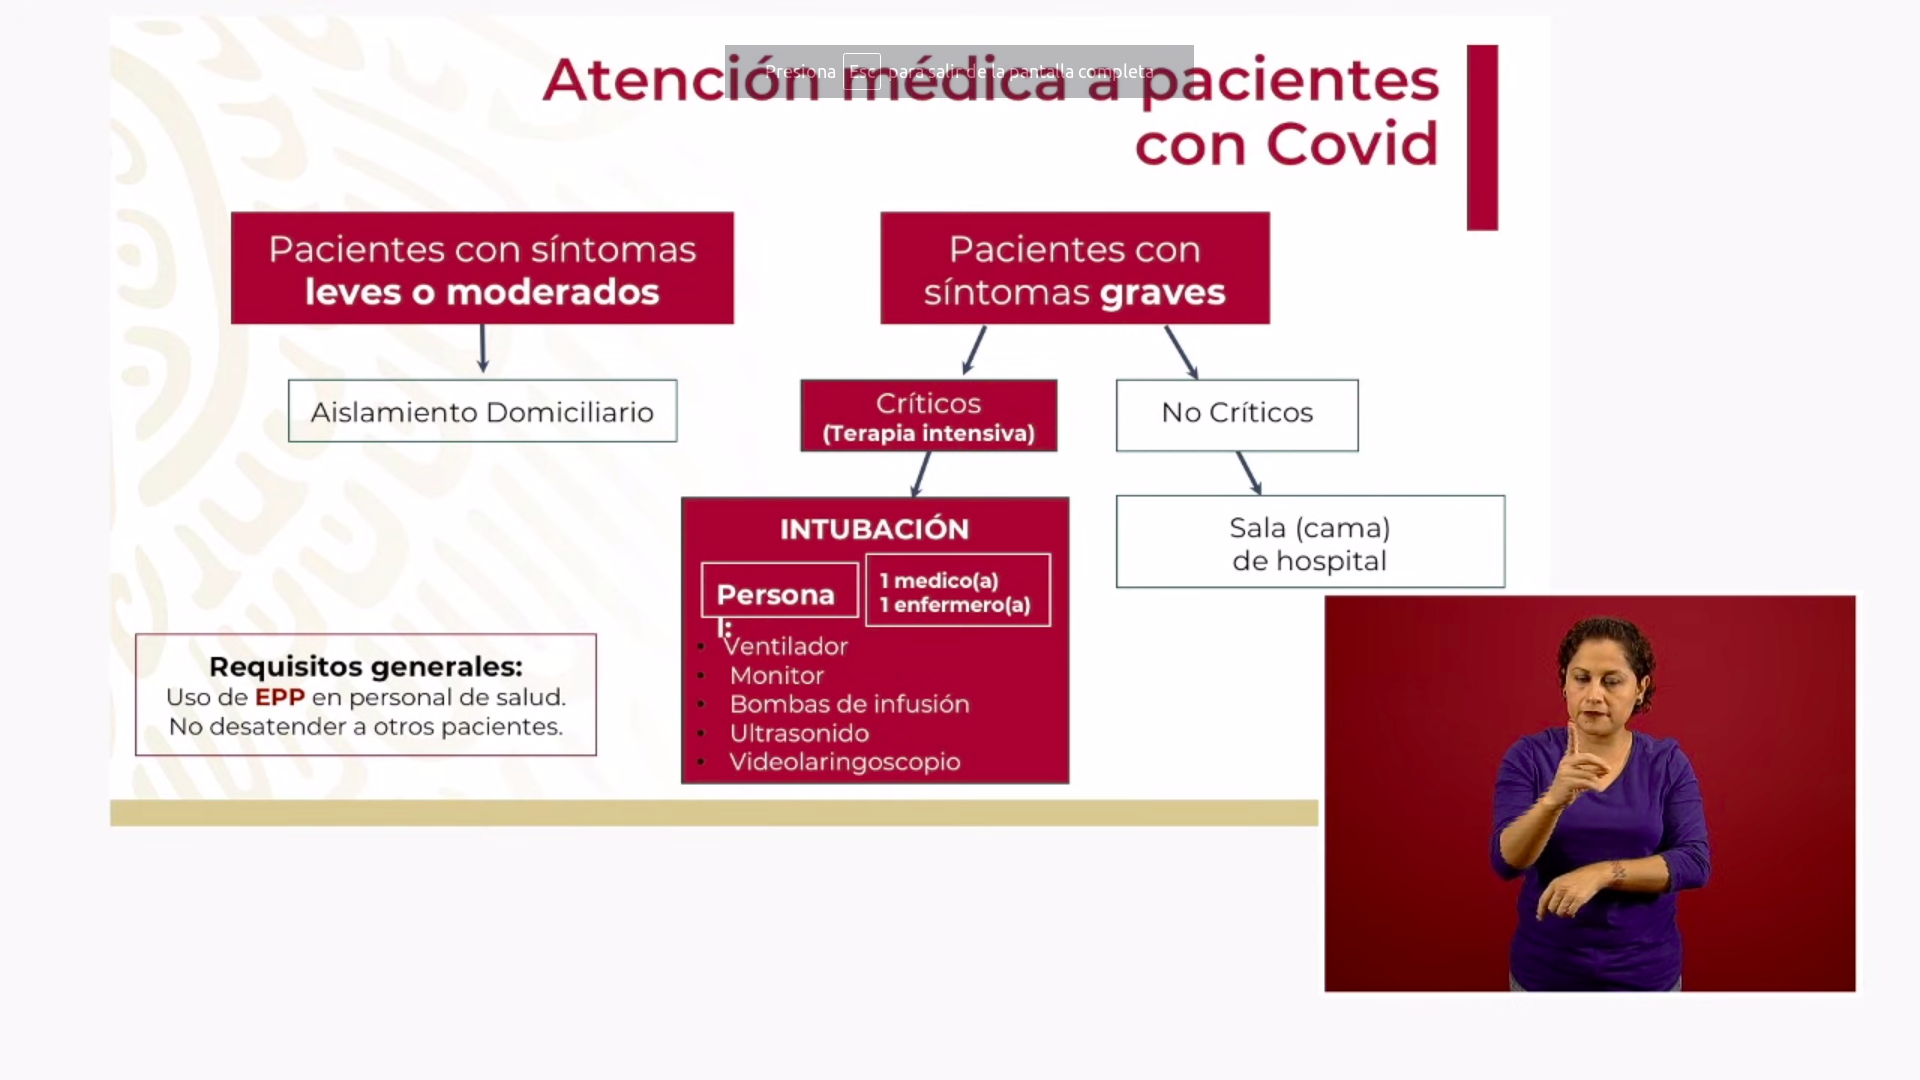 Atención médica a pacientes
con Covid
Presiona Esc para salir de la pantalla completa
Pacientes con síntomas
leves o moderados
Aislamiento Domiciliario
Pacientes con
síntomas graves
Críticos
(Terapia intensiva)
No Críticos
Sala (cama)
de hospital
INTUBACIÓN
Persona
l:
1 medico(a)
1 enfermero(a)
• Ventilador
• Monitor
• Bombas de infusión
• Ultrasonido
• Videolaringoscopio
Requisitos generales:
Uso de EPP en personal de salud.
No desatender a otros pacientes.